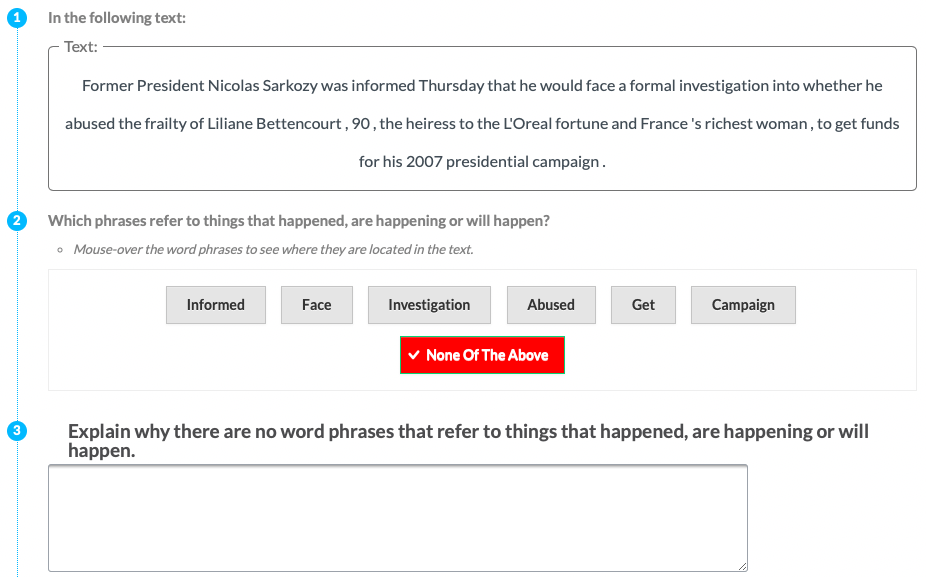 1
In the following text:
Text:
Former President Nicolas Sarkozy was informed Thursday that he would face a formal investigation into whether he
abused the frailty of Liliane Bettencourt , 90 , the heiress to the L'Oreal fortune and France 's richest woman , to get funds
for his 2007 presidential campaign .
2
Which phrases refer to things that happened, are happening or will happen?
Mouse-over the word phrases to see where they are located in the text.
Informed Face Investigation Abused Get Campaign
None Of The Above
3
Explain why there are no word phrases that refer to things that happened, are happening or will
happen.